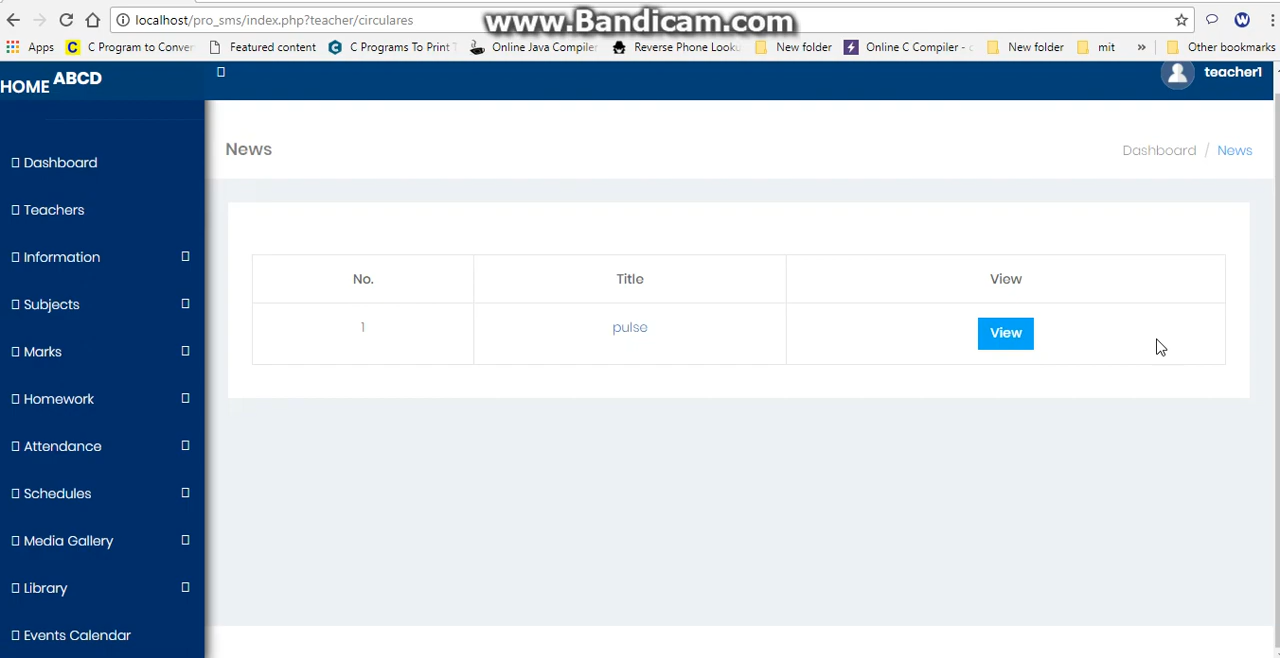 localhost/pro_sms/index.php?teacher/circulares
www.Bandicam.com
Apps C Program to Conver Featured content C Programs To Print Online Java Compiler Reverse Phone Looku New folder Online C Compiler - c New folder mit » Other bookmarks
HOME ABCD
teacher1
News
Dashboard / News
Dashboard
Teachers
Information
Subjects
Marks
Homework
Attendance
Schedules
Media Gallery
Library
Events Calendar
No. Title View
1 pulse View